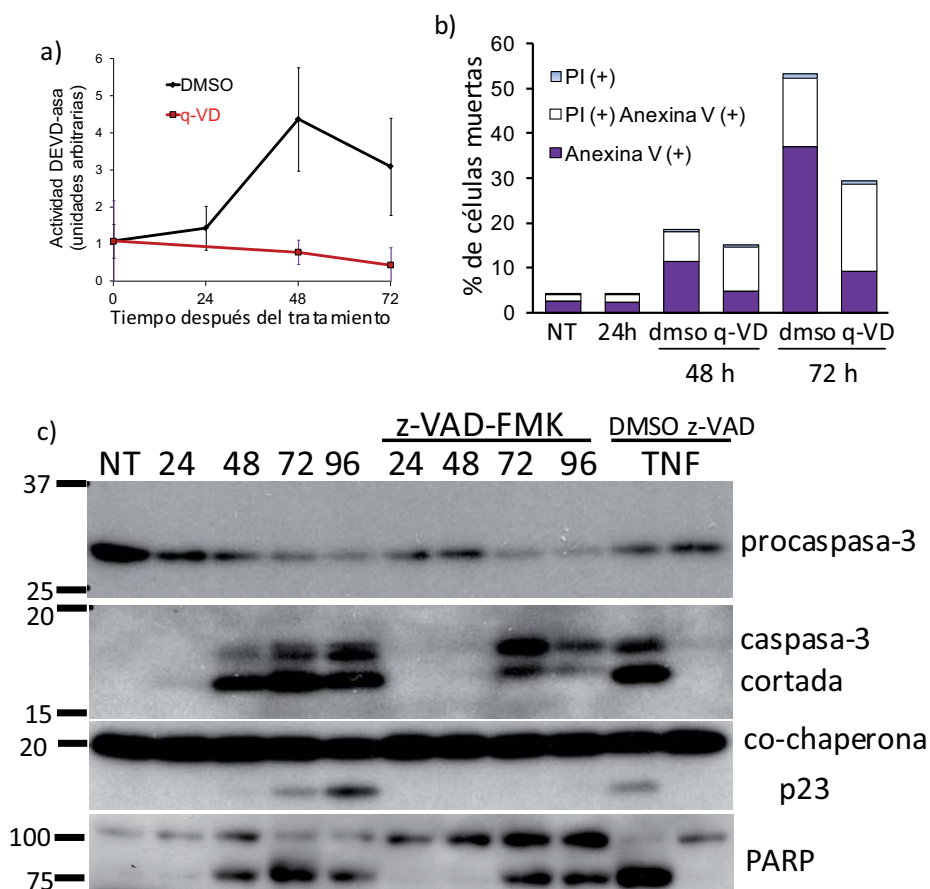 a)
Actividad DEVD-asa
(unidades arbitrarias)
6
5
4
3
2
1
0
DMSO
q-VD
0 24 48 72
Tiempo después del tratamiento
b)
% de células muertas
60
50
40
30
20
10
0
PI (+)
PI (+) Anexina V (+)
Anexina V (+)
NT 24h dmso q-VD dmso q-VD
48 h 72 h
c)
z-VAD-FMK DMSO z-VAD
NT 24 48 72 96 24 48 72 96 TNF
37
25
procaspasa-3
20
15
caspasa-3
cortada
20
co-chaperona
p23
100
75
PARP